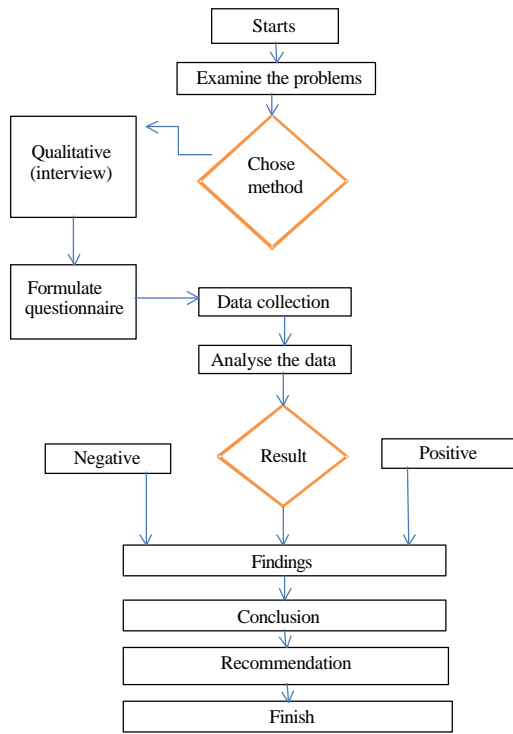 Starts
Examine the problems
Chose
method
Qualitative
(interview)
Formulate
questionnaire
Data collection
Analyse the data
Negative
Result
Positive
Findings
Conclusion
Recommendation
Finish